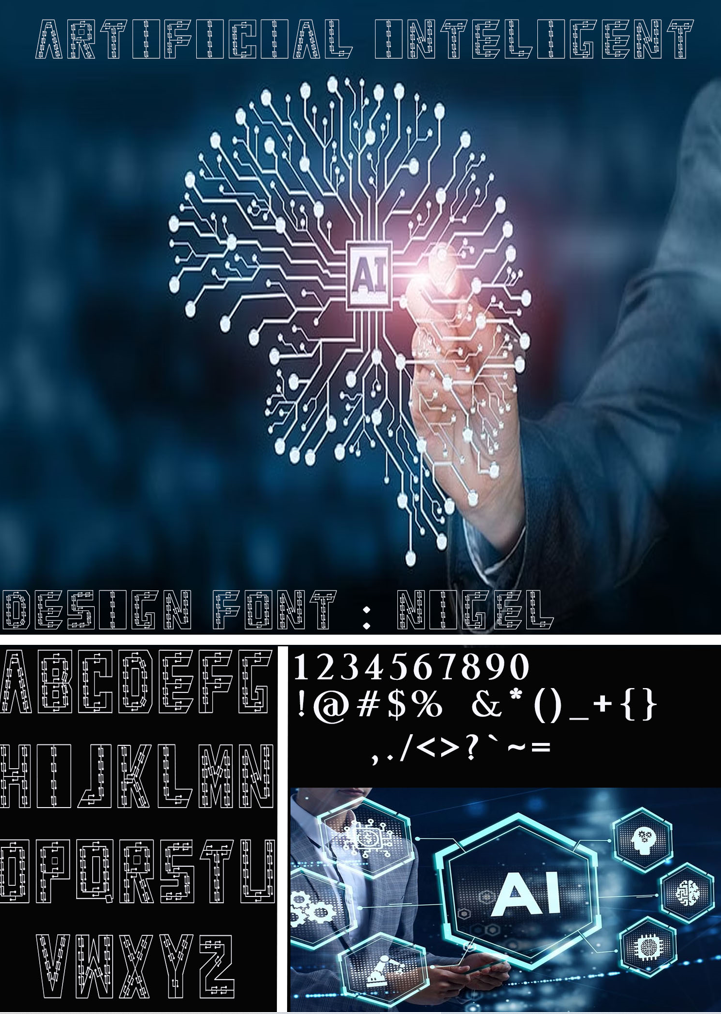 ARTIFICIAL INTELIGENT
AI
DESIGN FONT : NIGEL
ABCDEFG
HIJKLMN
OPQRSTU
VWXYZ
1234567890
!@#$% &*()_+{}
,./<>?`~=
AI